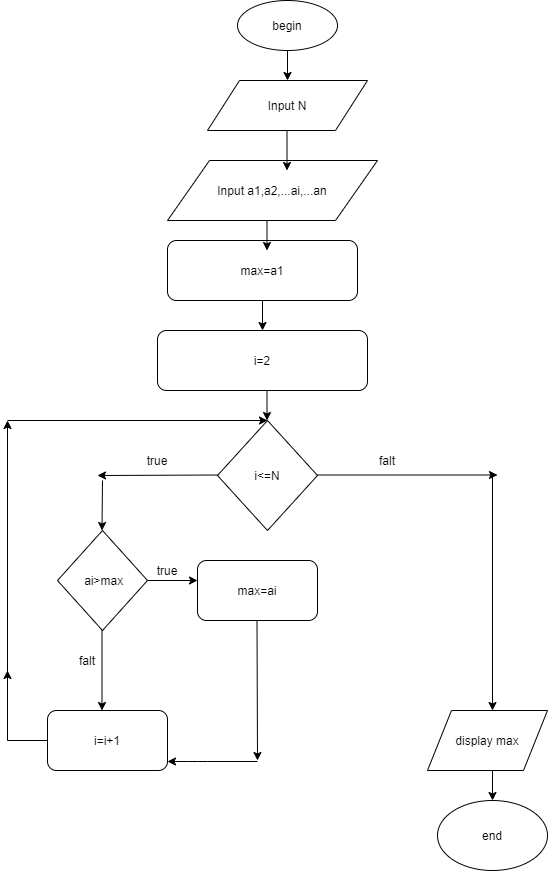 begin
Input N
Input a1,a2,...ai,...an
max=a1
i=2
i<=N
true
falt
ai>max
true
max=ai
falt
i=i+1
display max
end